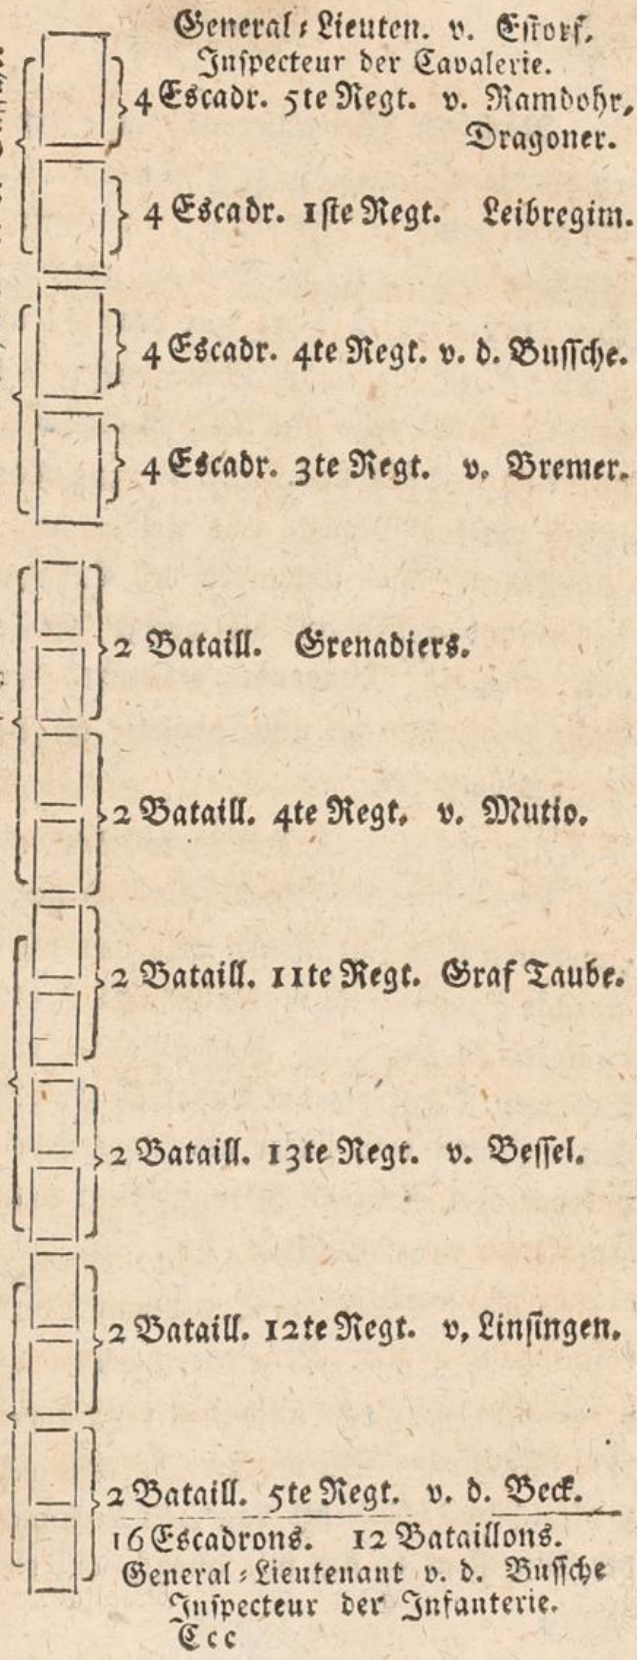 General-Lieuten. v. Estorf.
Inspecteur der Cavalerie.
4 Escadr. 5te Regt. v. Ramdohr,
Dragoner.
4 Escadr. 1ste Regt. Leibregim.
4 Escadr. 4te Regt. v. d. Bussche.
4 Escadr. 3te Regt. v. Bremer.
2 Bataill. Grenadiers.
2 Bataill. 4te Regt. v. Mutio.
2 Bataill. 11te Regt. Graf Taube.
2 Bataill. 13te Regt. v. Bessel.
2 Bataill. 12te Regt. v. Linsingen.
2 Bataill. 5te Regt. v. d. Beck.
16 Escadrons. 12 Bataillons.
General-Lieutenant v. d. Bussche
Inspecteur der Infanterie.
Ccc